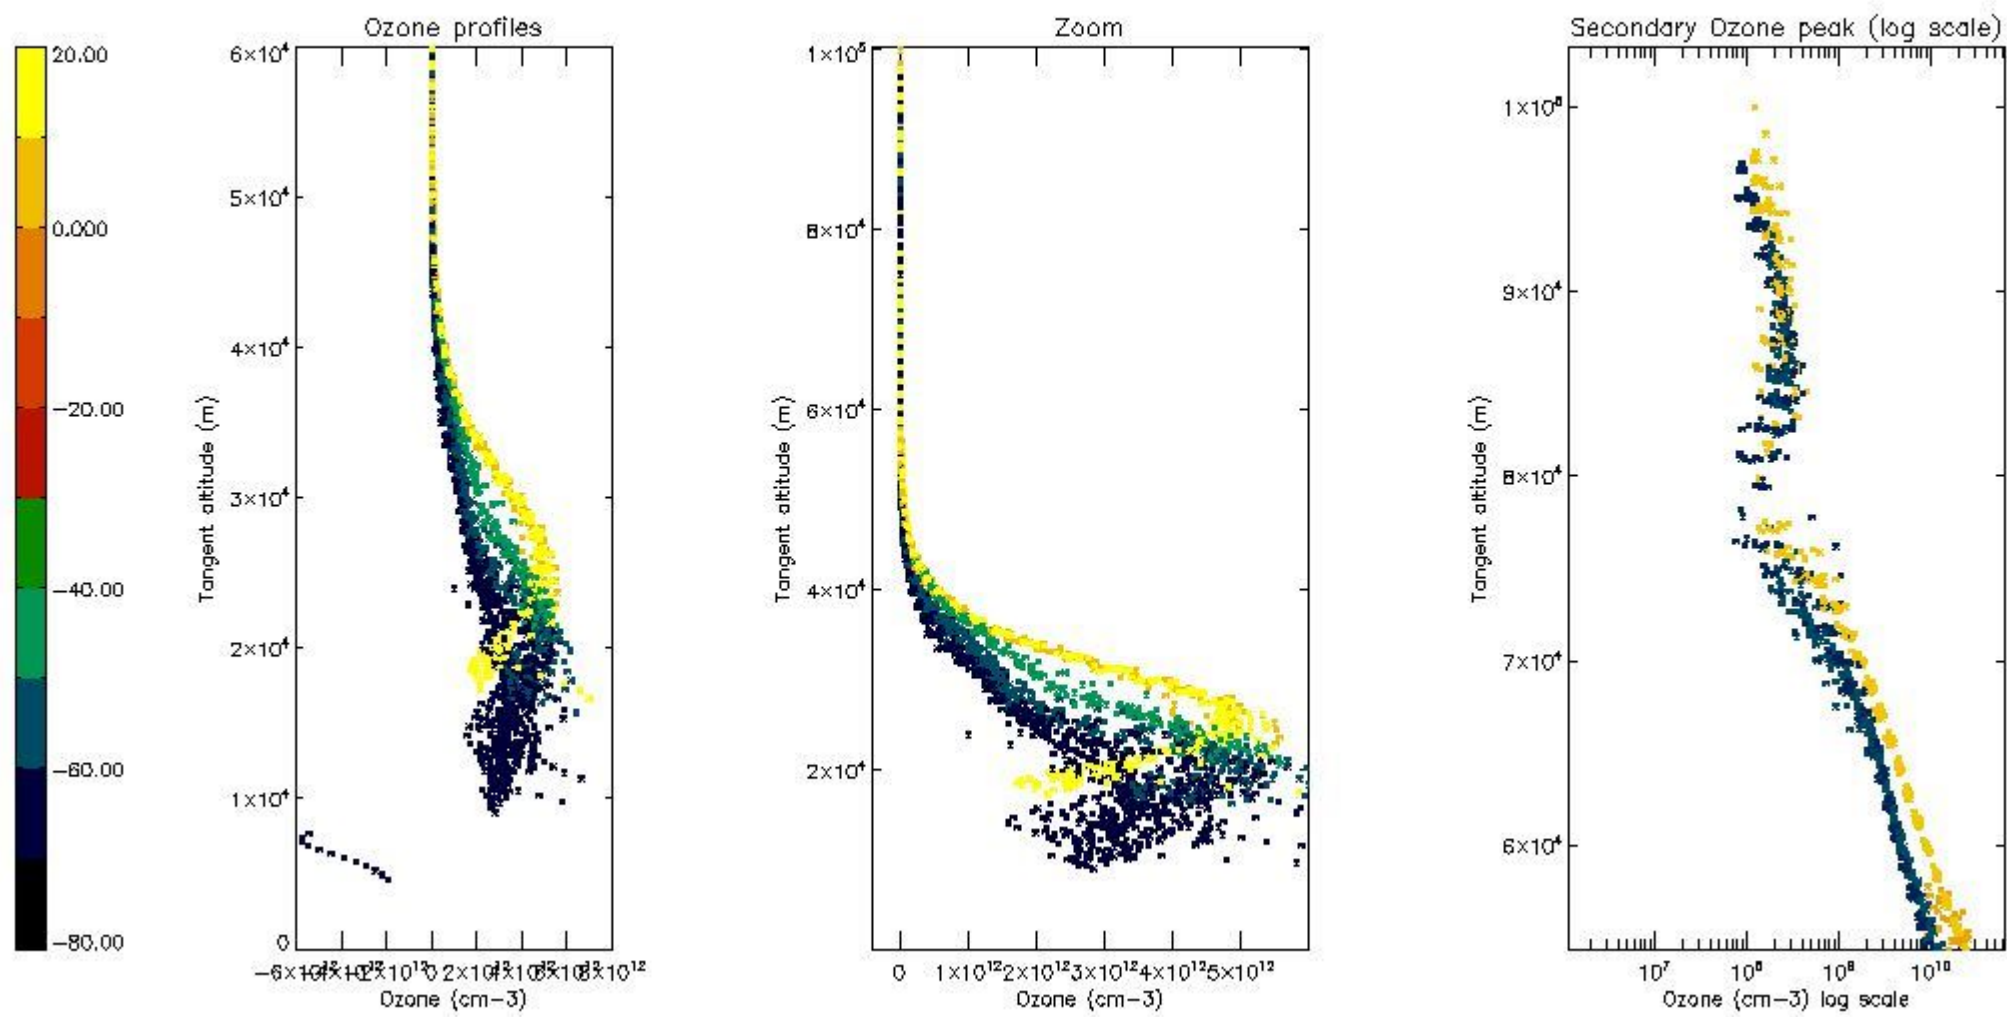 Ozone profiles
Zoom
Secondary Ozone peak (log scale)
20.00
0.000
−20.00
−40.00
−60.00
−80.00
6×10⁴
5×10⁴
4×10⁴
3×10⁴
2×10⁴
1×10⁴
0
Tangent altitude (m)
0
8×10¹²
Ozone (cm−3)
1×10⁵
8×10⁴
6×10⁴
4×10⁴
2×10⁴
Tangent altitude (m)
0 1×10¹² 2×10¹² 3×10¹² 4×10¹² 5×10¹²
Ozone (cm−3)
9×10⁴
8×10⁴
7×10⁴
6×10⁴
Tangent altitude (m)
10⁷ 10⁸ 10⁹ 10¹⁰
Ozone (cm−3) log scale